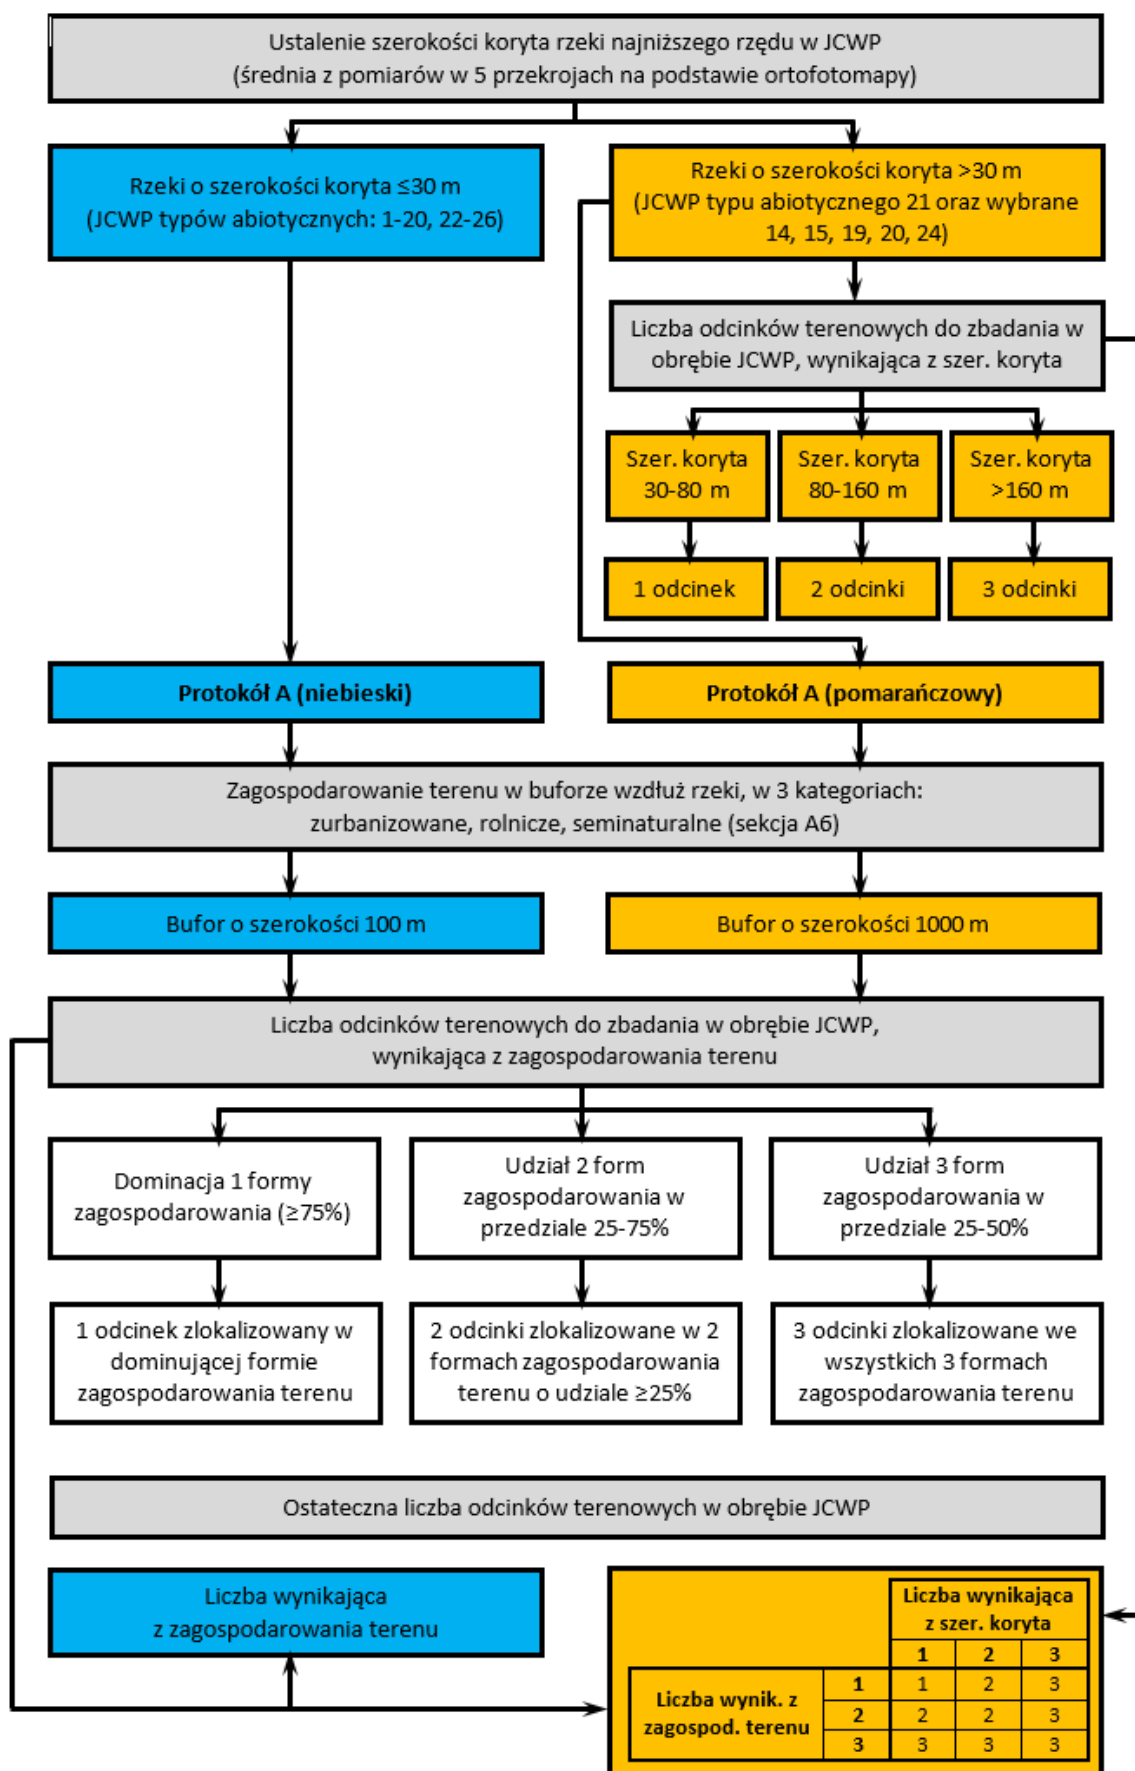 Ustalenie szerokości koryta rzeki najniższego rzędu w JCWP
(średnia z pomiarów w 5 przekrojach na podstawie ortofotomapy)
Rzeki o szerokości koryta ≤30 m
(JCWP typów abiotycznych: 1-20, 22-26)
Rzeki o szerokości koryta >30 m
(JCWP typu abiotycznego 21 oraz wybrane
14, 15, 19, 20, 24)
Liczba odcinków terenowych do zbadania w
obrębie JCWP, wynikająca z szer. koryta
Szer. koryta
30-80 m
Szer. koryta
80-160 m
Szer. koryta
>160 m
1 odcinek
2 odcinki
3 odcinki
Protokół A (niebieski)
Protokół A (pomarańczowy)
Zagospodarowanie terenu w buforze wzdłuż rzeki, w 3 kategoriach:
zurbanizowane, rolnicze, seminaturalne (sekcja A6)
Bufor o szerokości 100 m
Bufor o szerokości 1000 m
Liczba odcinków terenowych do zbadania w obrębie JCWP,
wynikająca z zagospodarowania terenu
Dominacja 1 formy
zagospodarowania (≥75%)
Udział 2 form
zagospodarowania w
przedziale 25-75%
Udział 3 form
zagospodarowania w
przedziale 25-50%
1 odcinek zlokalizowany w
dominującej formie
zagospodarowania terenu
2 odcinki zlokalizowane w 2
formach zagospodarowania
terenu o udziale ≥25%
3 odcinki zlokalizowane we
wszystkich 3 formach
zagospodarowania terenu
Ostateczna liczba odcinków terenowych w obrębie JCWP
Liczba wynikająca
z zagospodarowania terenu
Liczba wynikająca
z szer. koryta
1 2 3
Liczba wynik. z
zagospod. terenu
1 1 2 3
2 2 2 3
3 3 3 3